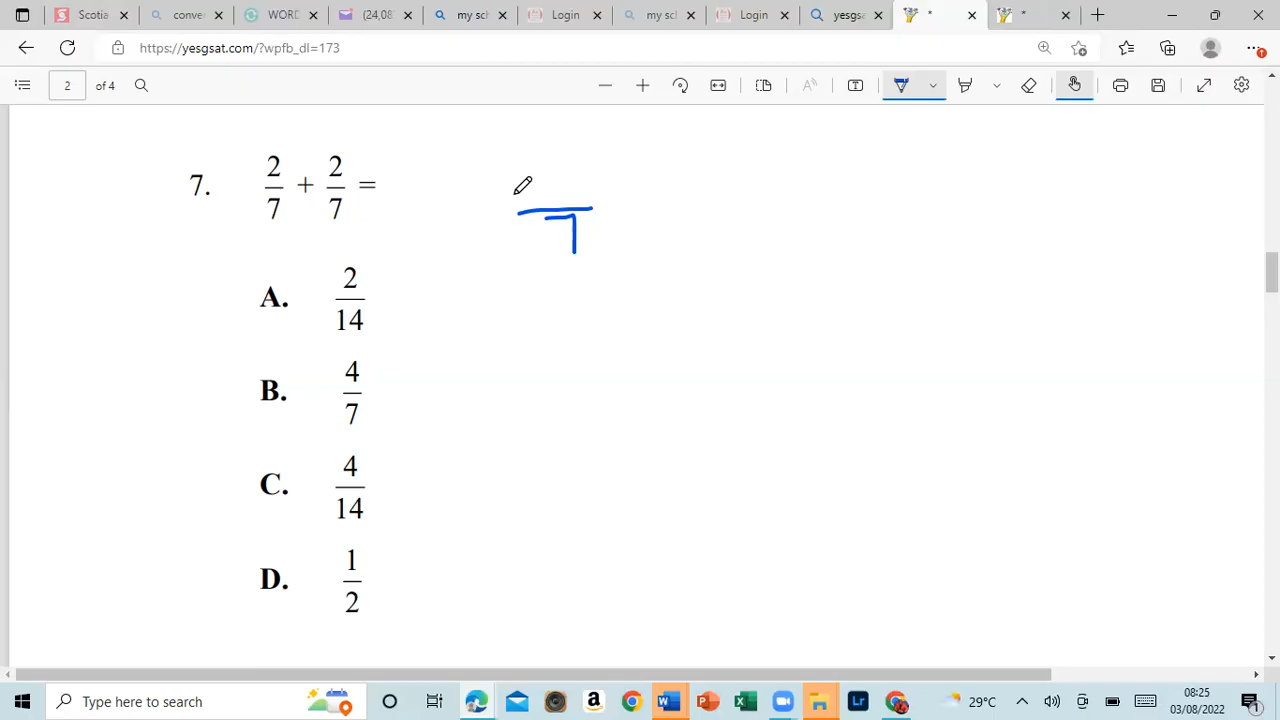 Scotia
conve
WORD
(24,08
my sch
Login
my sch
Login
yesgs
*
*
https://yesgsat.com/?wpfb_dl=173
2 of 4
7. 2/7 + 2/7 =
7
A. 2/14
B. 4/7
C. 4/14
D. 1/2
Type here to search
29°C
08:25
03/08/2022